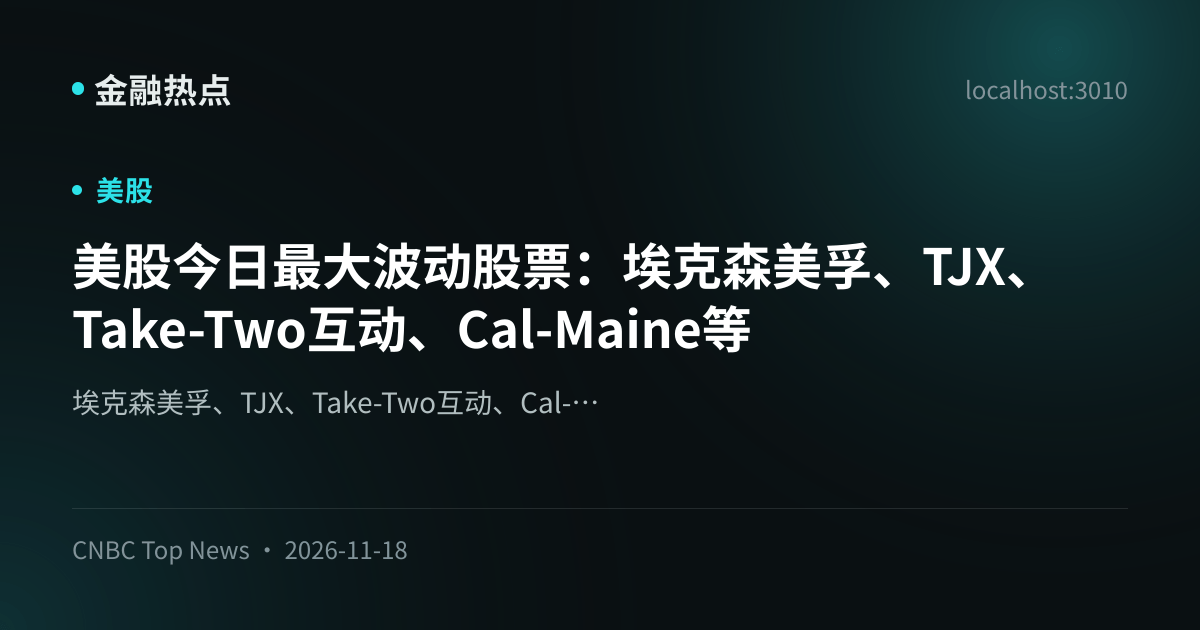 金融热点
localhost:3010
美股
美股今日最大波动股票：埃克森美孚、TJX、
Take-Two互动、Cal-Maine等
埃克森美孚、TJX、Take-Two互动、Cal-…
CNBC Top News • 2026-11-18